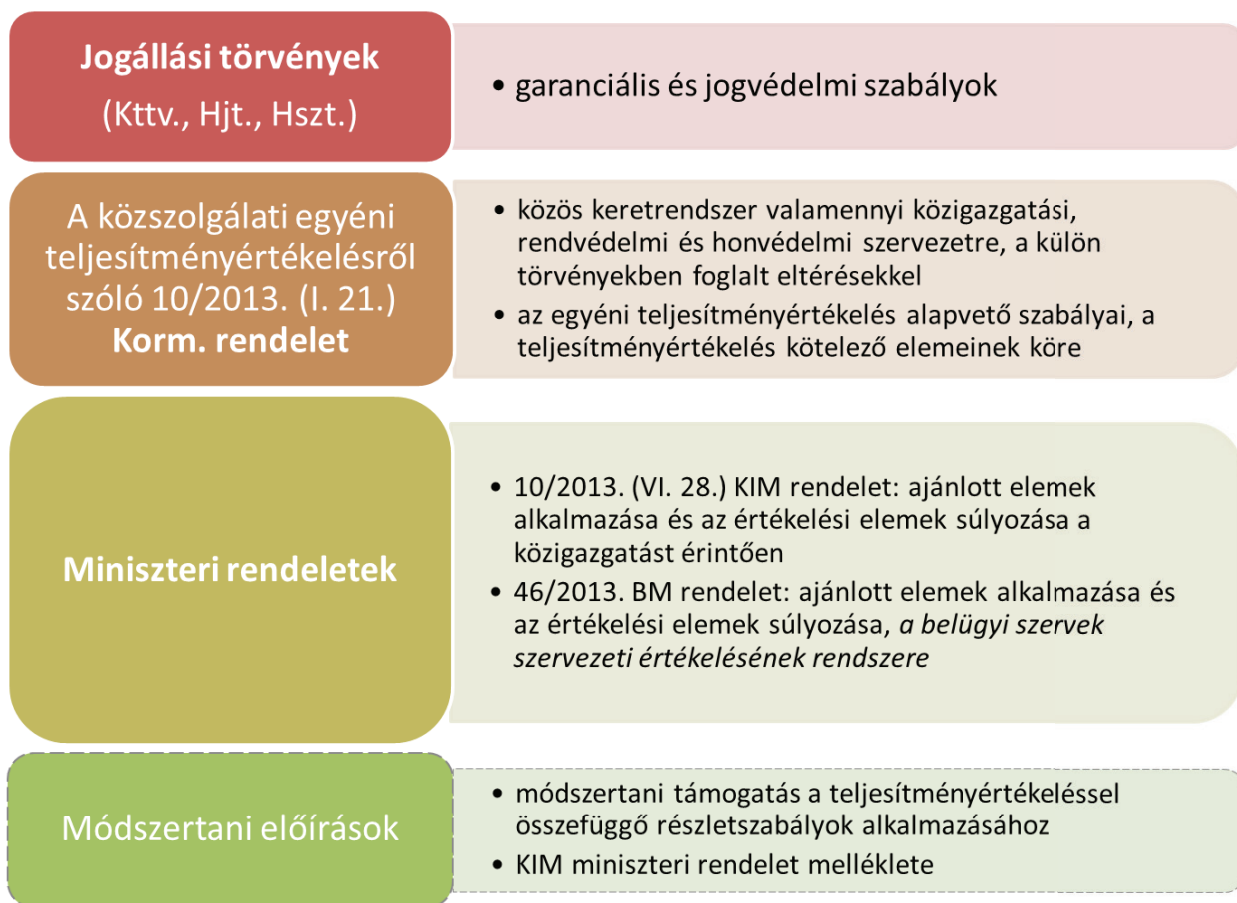 Jogállási törvények
(Kttv., Hjt., Hszt.)
• garanciális és jogvédelmi szabályok
A közszolgálati egyéni
teljesítményértékelésről
szóló 10/2013. (I. 21.)
Korm. rendelet
• közös keretrendszer valamennyi közigazgatási,
rendvédelmi és honvédelmi szervezetre, a külön
törvényekben foglalt eltérésekkel
• az egyéni teljesítményértékelés alapvető szabályai, a
teljesítményértékelés kötelező elemeinek köre
Miniszteri rendeletek
• 10/2013. (VI. 28.) KIM rendelet: ajánlott elemek
alkalmazása és az értékelési elemek súlyozása a
közigazgatást érintően
• 46/2013. BM rendelet: ajánlott elemek alkalmazása és
az értékelési elemek súlyozása, a belügyi szervek
szervezeti értékelésének rendszere
Módszertani előírások
• módszertani támogatás a teljesítményértékeléssel
összefüggő részletszabályok alkalmazásához
• KIM miniszteri rendelet melléklete